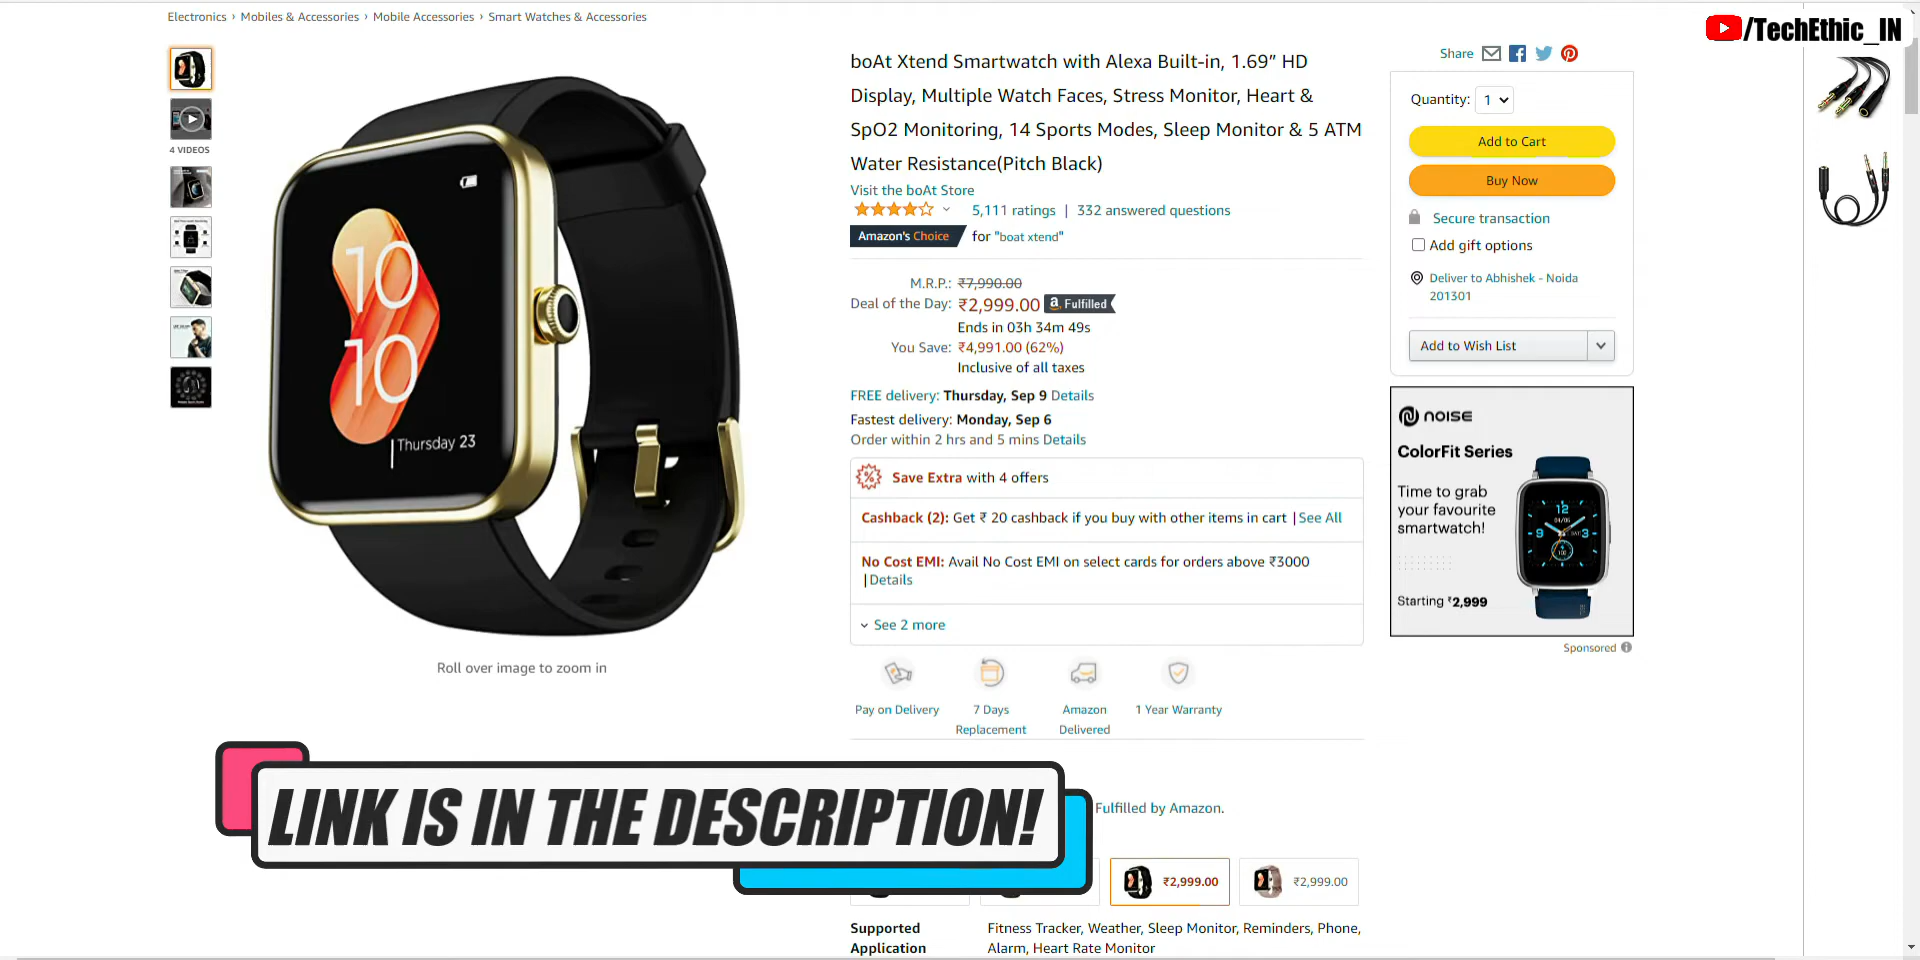 Electronics › Mobiles & Accessories › Mobile Accessories › Smart Watches & Accessories
/TechEthic_IN
4 VIDEOS
10
10
Thursday 23
Roll over image to zoom in
boAt Xtend Smartwatch with Alexa Built-in, 1.69” HD
Display, Multiple Watch Faces, Stress Monitor, Heart &
SpO2 Monitoring, 14 Sports Modes, Sleep Monitor & 5 ATM
Water Resistance(Pitch Black)
Visit the boAt Store
5,111 ratings | 332 answered questions
Amazon's Choice for "boat xtend"
M.R.P.: ₹7,990.00
Deal of the Day: ₹2,999.00 a Fulfilled
Ends in 03h 34m 49s
You Save: ₹4,991.00 (62%)
Inclusive of all taxes
FREE delivery: Thursday, Sep 9 Details
Fastest delivery: Monday, Sep 6
Order within 2 hrs and 5 mins Details
Save Extra with 4 offers
Cashback (2): Get ₹ 20 cashback if you buy with other items in cart |See All
No Cost EMI: Avail No Cost EMI on select cards for orders above ₹3000
|Details
See 2 more
Pay on Delivery
7 Days
Replacement
Amazon
Delivered
1 Year Warranty
Share
Quantity: 1
Add to Cart
Buy Now
Secure transaction
Add gift options
Deliver to Abhishek - Noida
201301
Add to Wish List
noise
ColorFit Series
Time to grab
your favourite
smartwatch!
Starting ₹2,999
12
3
9
Sponsored
LINK IS IN THE DESCRIPTION!
Fulfilled by Amazon.
₹2,999.00
₹2,999.00
Supported
Application
Fitness Tracker, Weather, Sleep Monitor, Reminders, Phone,
Alarm, Heart Rate Monitor